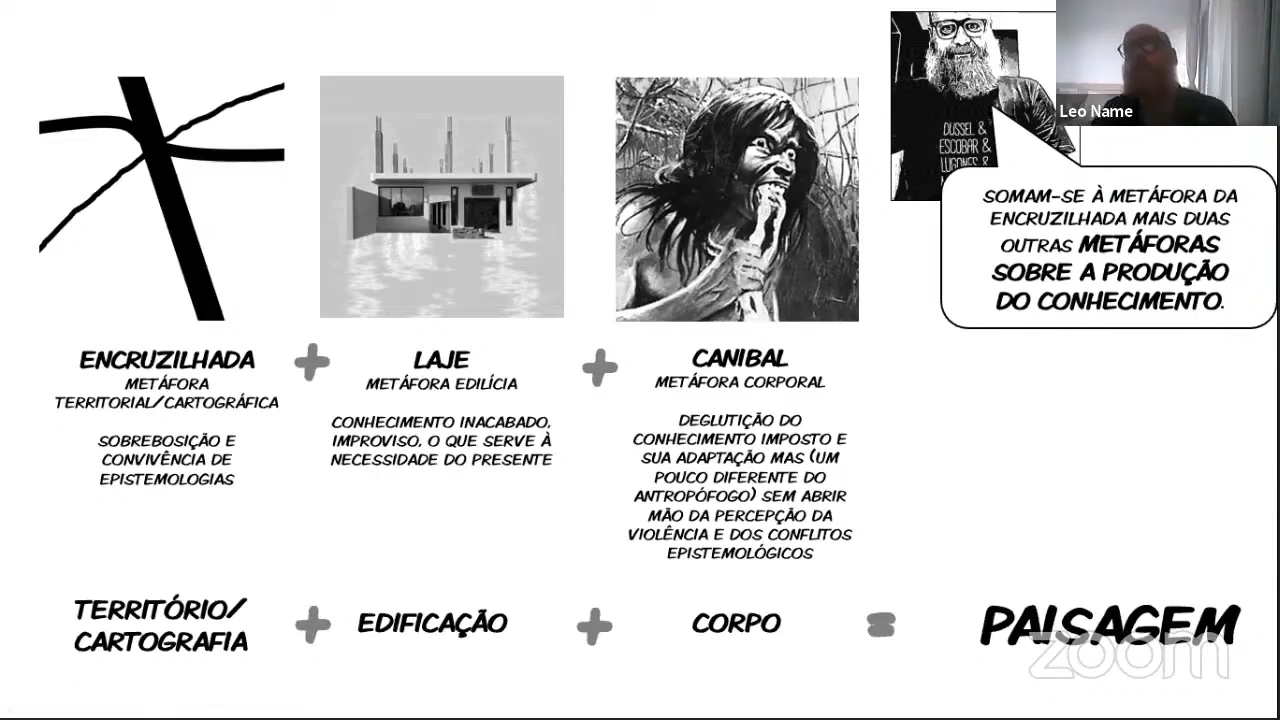 Leo Name
DUSSEL &
ESCOBAR &
LUGONES &
SOMAM-SE À METÁFORA DA
ENCRUZILHADA MAIS DUAS
OUTRAS METÁFORAS
SOBRE A PRODUÇÃO
DO CONHECIMENTO.
ENCRUZILHADA
METÁFORA
TERRITORIAL/CARTOGRÁFICA
SOBREBOSIÇÃO E
CONVIVÊNCIA DE
EPISTEMOLOGIAS
+
LAJE
METÁFORA EDILÍCIA
CONHECIMENTO INACABADO,
IMPROVISO, O QUE SERVE À
NECESSIDADE DO PRESENTE
+
CANIBAL
METÁFORA CORPORAL
DEGLUTIÇÃO DO
CONHECIMENTO IMPOSTO E
SUA ADAPTAÇÃO MAS (UM
POUCO DIFERENTE DO
ANTROPÓFOGO) SEM ABRIR
MÃO DA PERCEPÇÃO DA
VIOLÊNCIA E DOS CONFLITOS
EPISTEMOLÓGICOS
TERRITÓRIO/
CARTOGRAFIA
+
EDIFICAÇÃO
+
CORPO
=
PAISAGEM
zoom